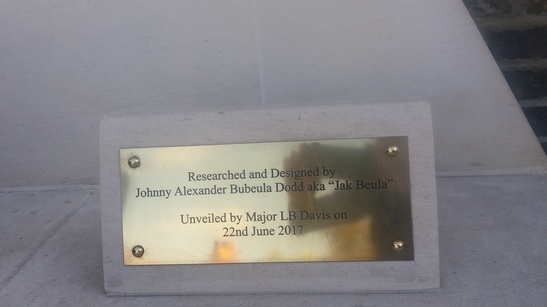 Researched and Designed by
Johnny Alexander Bubeula Dodd aka "Jak Beula"
Unveiled by Major LB Davis on
22nd June 2017